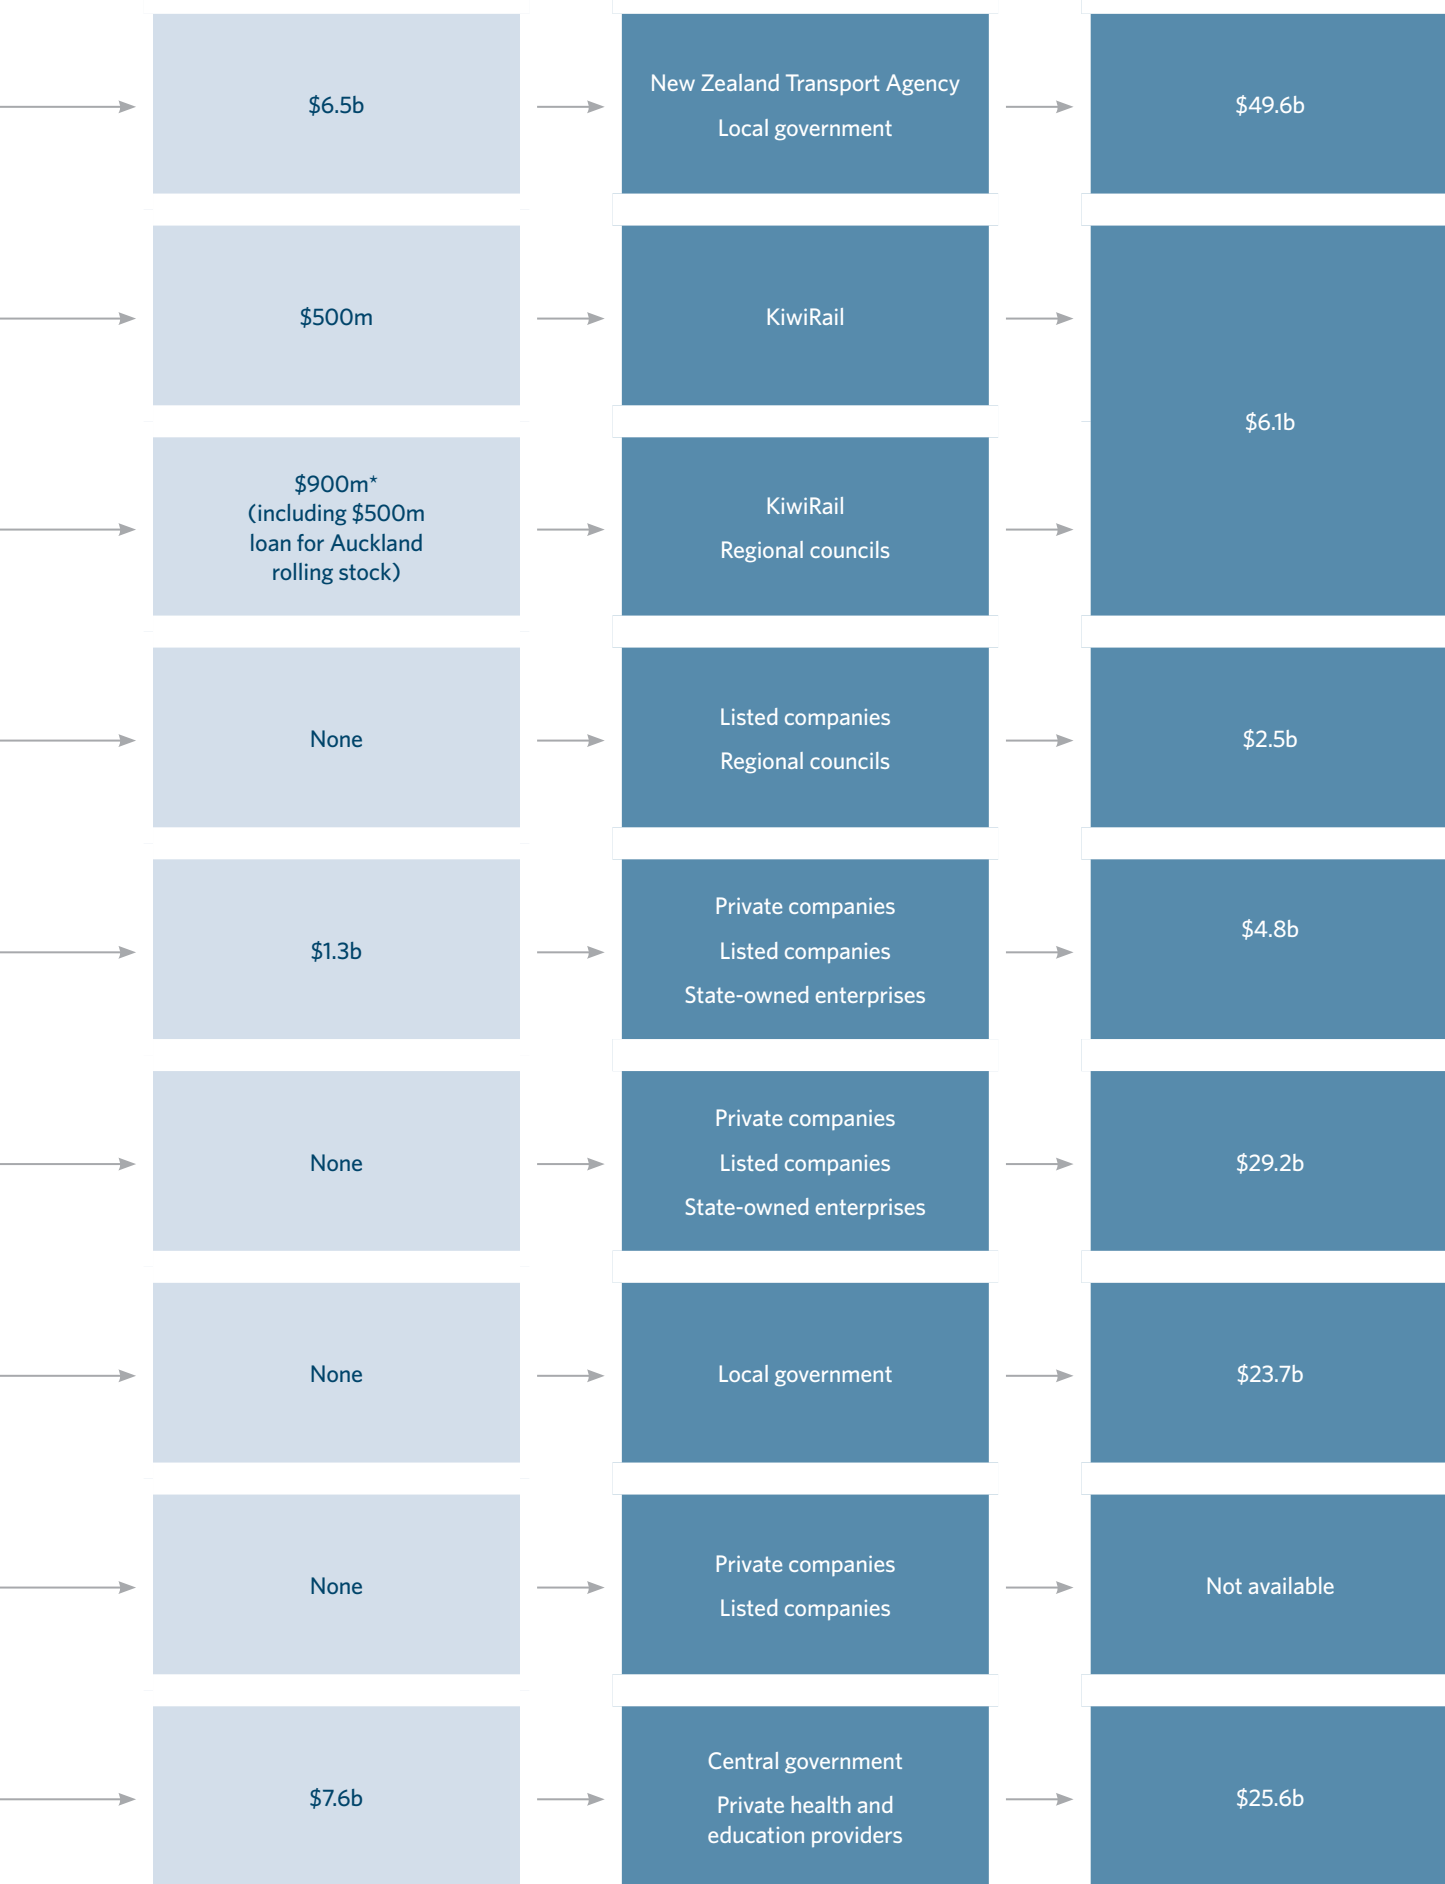 $6.5b
New Zealand Transport Agency
Local government
$49.6b
$500m
KiwiRail
$6.1b
$900m*
(including $500m
loan for Auckland
rolling stock)
KiwiRail
Regional councils
None
Listed companies
Regional councils
$2.5b
$1.3b
Private companies
Listed companies
State-owned enterprises
$4.8b
None
Private companies
Listed companies
State-owned enterprises
$29.2b
None
Local government
$23.7b
None
Private companies
Listed companies
Not available
$7.6b
Central government
Private health and
education providers
$25.6b